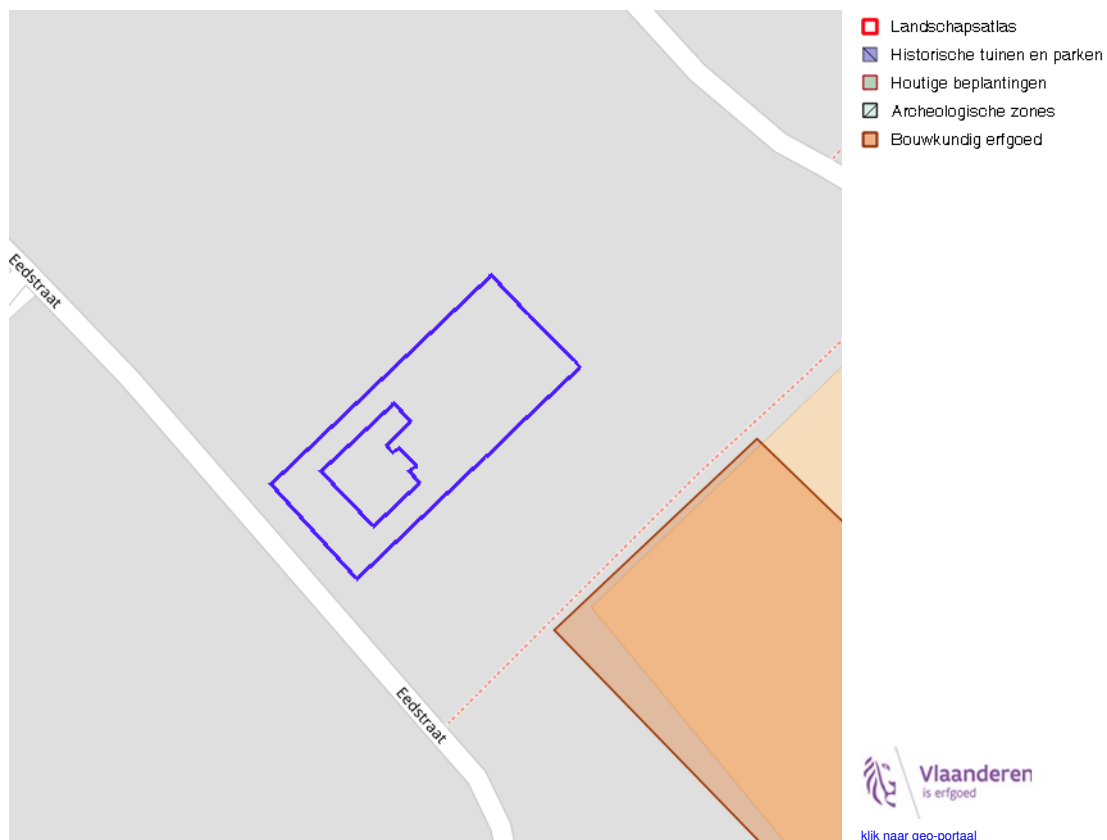 Eedstraat
Eedstraat
Landschapsatlas
Historische tuinen en parken
Houtige beplantingen
Archeologische zones
Bouwkundig erfgoed
Vlaanderen
is erfgoed
klik naar geo-portaal